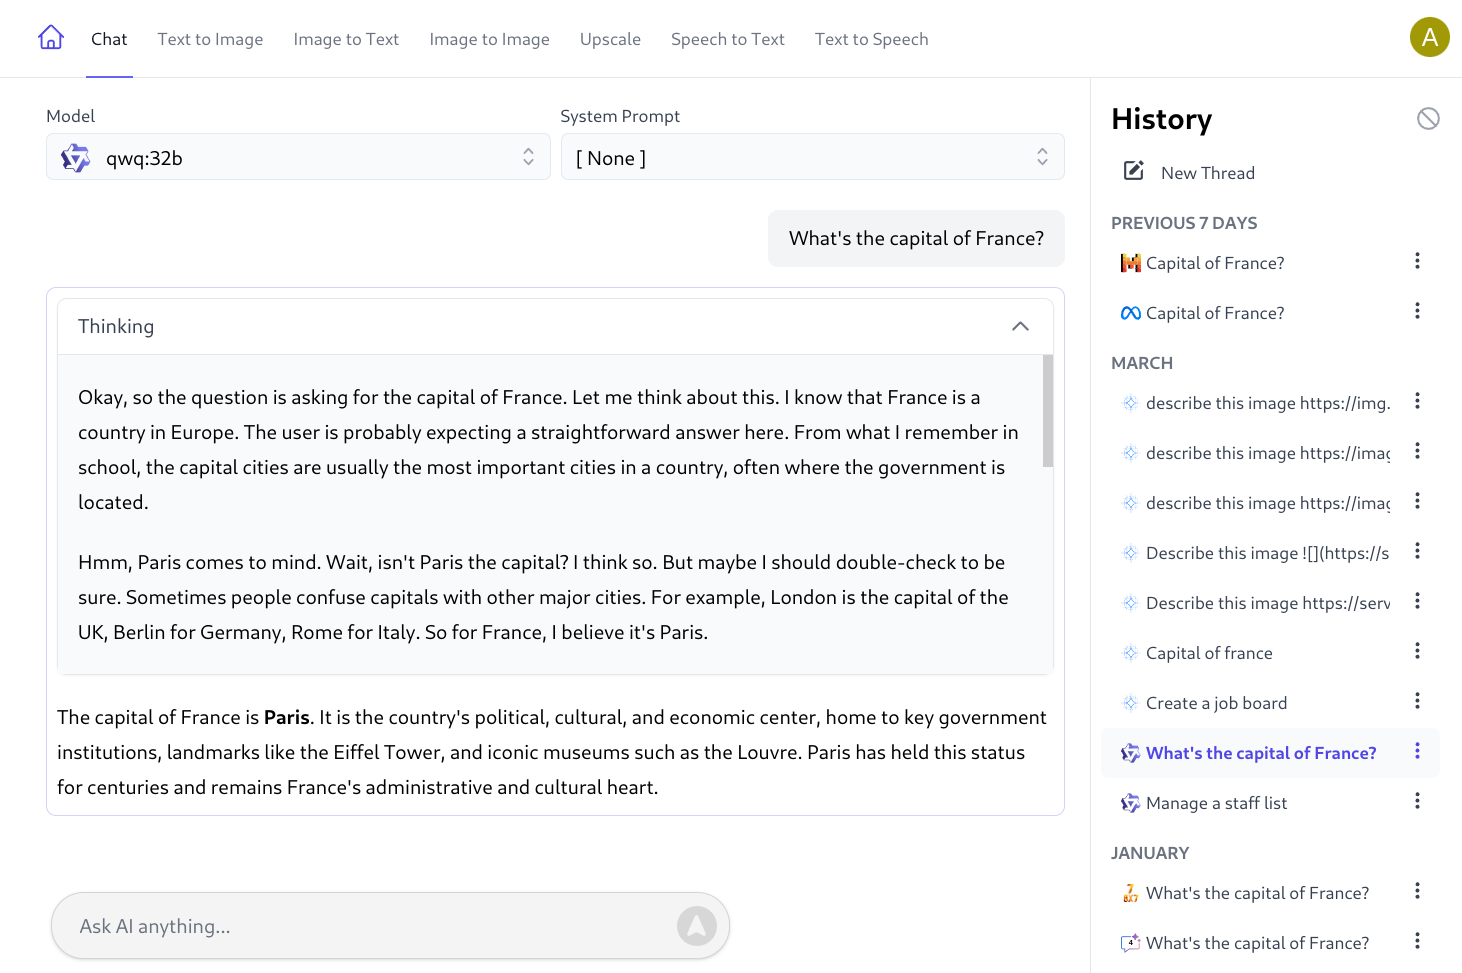 Chat Text to Image Image to Text Image to Image Upscale Speech to Text Text to Speech
A
Model
qwq:32b
System Prompt
[ None ]
What's the capital of France?
Thinking
Okay, so the question is asking for the capital of France. Let me think about this. I know that France is a
country in Europe. The user is probably expecting a straightforward answer here. From what I remember in
school, the capital cities are usually the most important cities in a country, often where the government is
located.
Hmm, Paris comes to mind. Wait, isn't Paris the capital? I think so. But maybe I should double-check to be
sure. Sometimes people confuse capitals with other major cities. For example, London is the capital of the
UK, Berlin for Germany, Rome for Italy. So for France, I believe it's Paris.
The capital of France is Paris. It is the country's political, cultural, and economic center, home to key government
institutions, landmarks like the Eiffel Tower, and iconic museums such as the Louvre. Paris has held this status
for centuries and remains France's administrative and cultural heart.
Ask AI anything...
History
New Thread
PREVIOUS 7 DAYS
Capital of France?
Capital of France?
MARCH
describe this image https://img.
describe this image https://imag
describe this image https://imag
Describe this image ![](https://s
Describe this image https://serv
Capital of france
Create a job board
What's the capital of France?
Manage a staff list
JANUARY
7
8X7
What's the capital of France?
4
What's the capital of France?